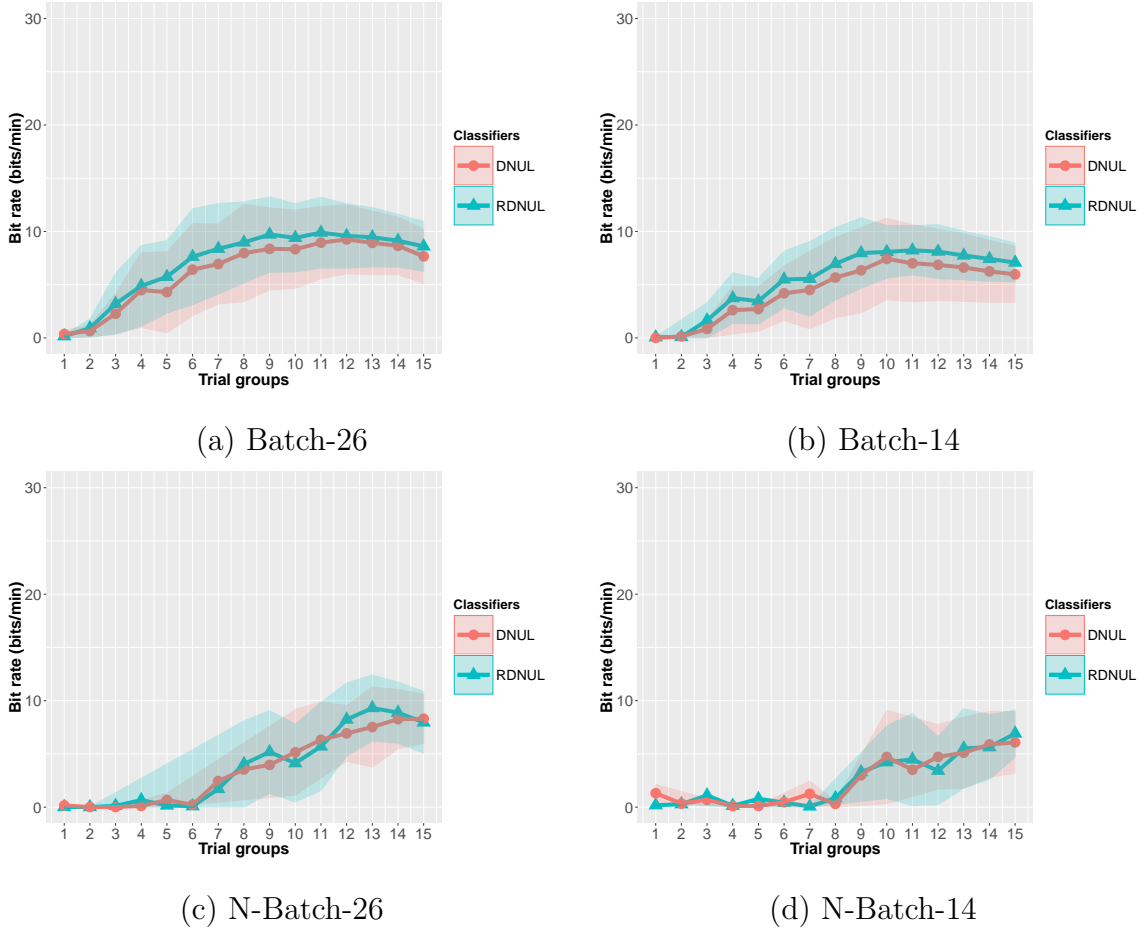 30
20
10
0
Bit rate (bits/min)
1 2 3 4 5 6 7 8 9 10 11 12 13 14 15
Trial groups
Classifiers
DNUL
RDNUL
(a) Batch-26
30
20
10
0
Bit rate (bits/min)
1 2 3 4 5 6 7 8 9 10 11 12 13 14 15
Trial groups
Classifiers
DNUL
RDNUL
(b) Batch-14
30
20
10
0
Bit rate (bits/min)
1 2 3 4 5 6 7 8 9 10 11 12 13 14 15
Trial groups
Classifiers
DNUL
RDNUL
(c) N-Batch-26
30
20
10
0
Bit rate (bits/min)
1 2 3 4 5 6 7 8 9 10 11 12 13 14 15
Trial groups
Classifiers
DNUL
RDNUL
(d) N-Batch-14